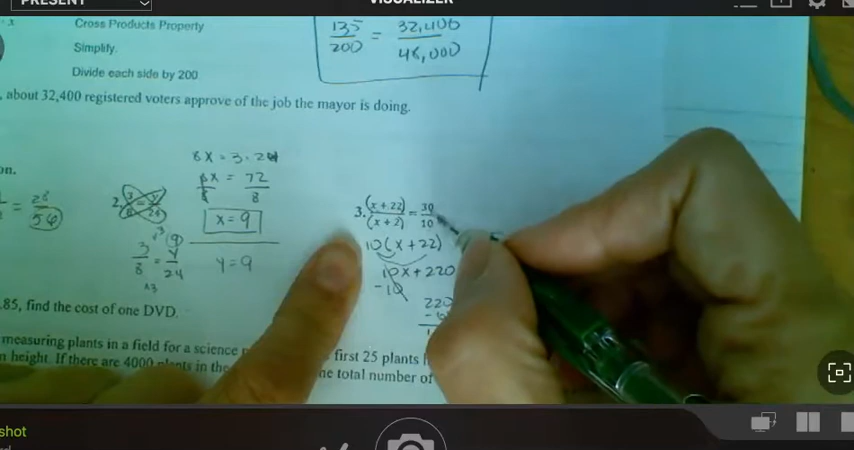 PRESENT
VISUALIZER
x
Cross Products Property
Simplify.
Divide each side by 200
135/200 = 32,400/48,000
, about 32,400 registered voters approve of the job the mayor is doing.
on.
= 28/56
2.
8x = 3·24
8x/8 = 72/8
x = 9
3/8 = y/24
×3
y = 9
3. (x + 22)/(x + 2) = 30/10
10(x + 22)
10x + 220
-10
220
.85, find the cost of one DVD.
measuring plants in a field for a science
first 25 plants
n height. If there are 4000 plants in the
he total number of
shot